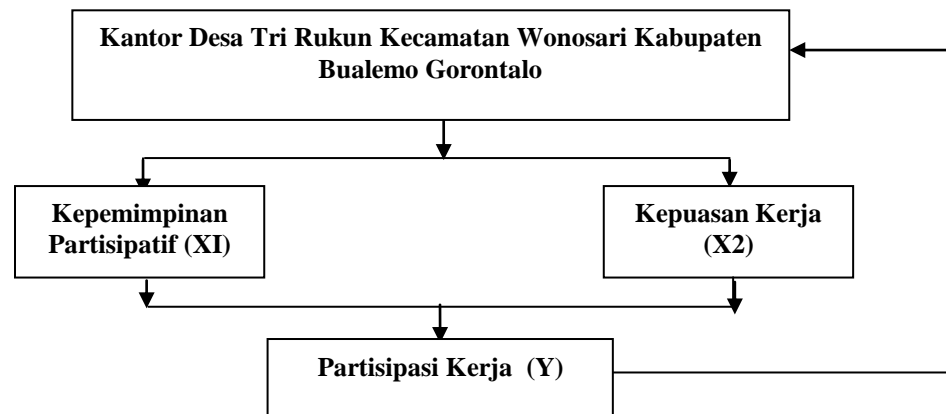 Kantor Desa Tri Rukun Kecamatan Wonosari Kabupaten
Bualemo Gorontalo
Kepemimpinan
Partisipatif (XI)
Kepuasan Kerja
(X2)
Partisipasi Kerja (Y)